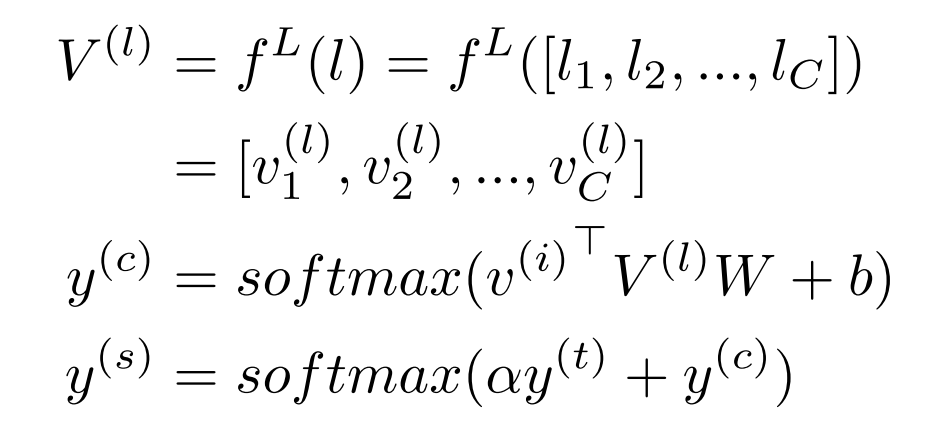 V^{(l)} = f^L(l) = f^L([l_1, l_2, ..., l_C])
= [v_1^{(l)}, v_2^{(l)}, ..., v_C^{(l)}]
y^{(c)} = softmax(v^{(i)⊤} V^{(l)} W + b)
y^{(s)} = softmax(αy^{(t)} + y^{(c)})